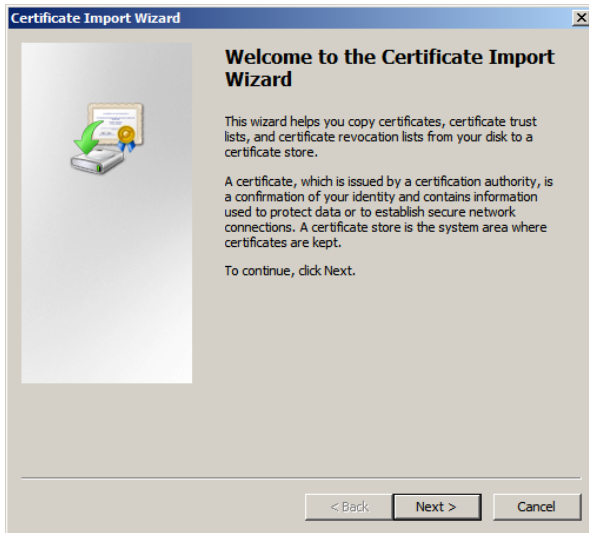 Certificate Import Wizard
Welcome to the Certificate Import
Wizard
This wizard helps you copy certificates, certificate trust
lists, and certificate revocation lists from your disk to a
certificate store.
A certificate, which is issued by a certification authority, is
a confirmation of your identity and contains information
used to protect data or to establish secure network
connections. A certificate store is the system area where
certificates are kept.
To continue, click Next.
< Back Next > Cancel